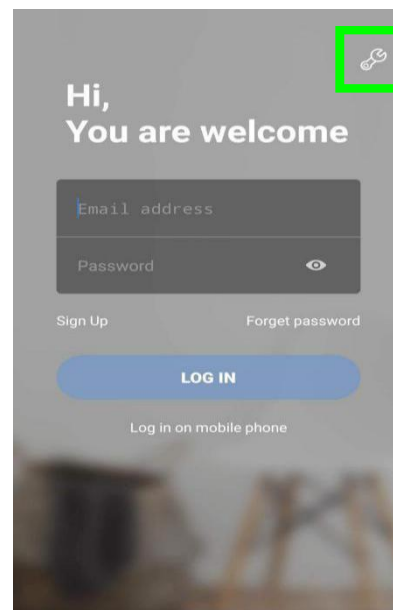 Hi,
You are welcome
Email address
Password
Sign Up Forget password
LOG IN
Log in on mobile phone